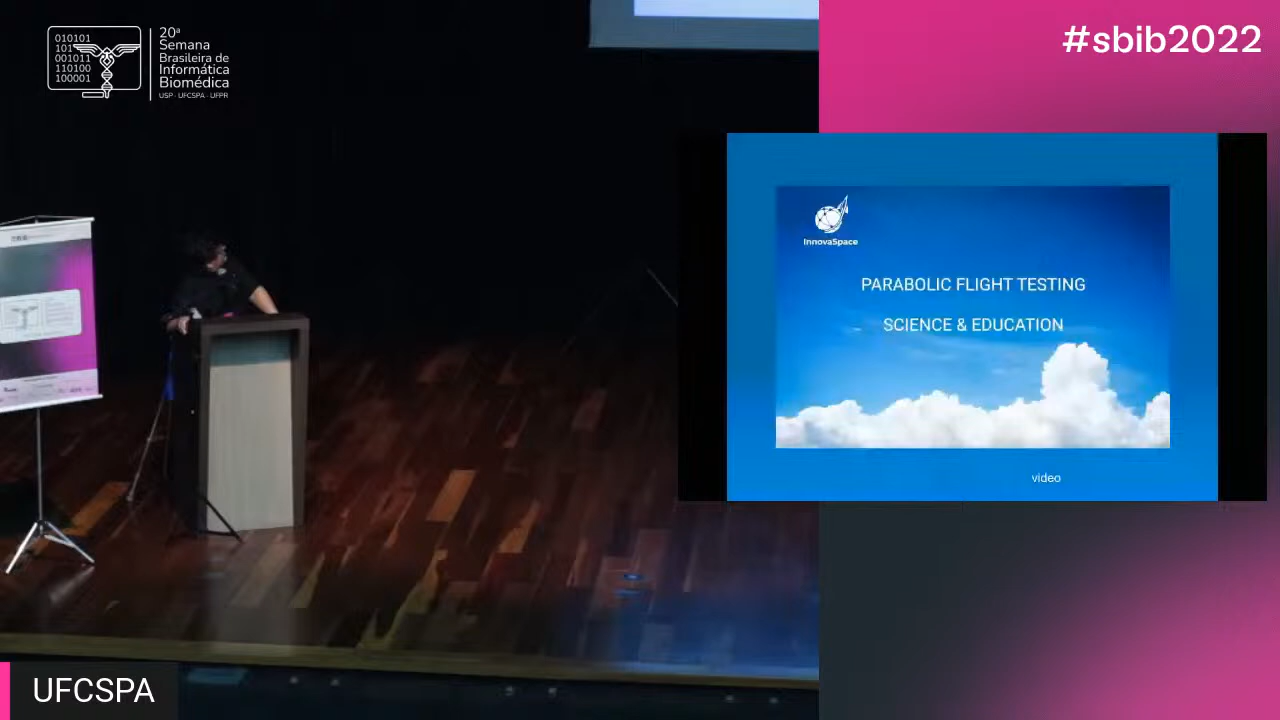 010101
101
001011
110100
100001
20ª
Semana
Brasileira de
Informática
Biomédica
USP · UFCSPA · UFPR
#sbib2022
InnovaSpace
PARABOLIC FLIGHT TESTING
SCIENCE & EDUCATION
video
UFCSPA